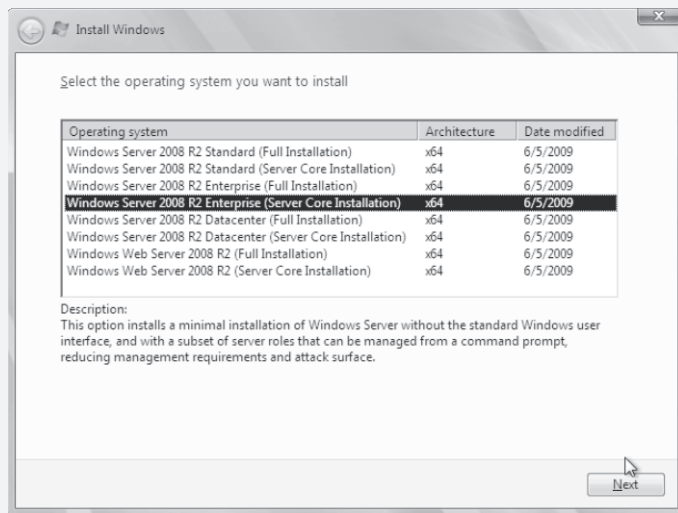 Install Windows
Select the operating system you want to install
Operating system Architecture Date modified
Windows Server 2008 R2 Standard (Full Installation) x64 6/5/2009
Windows Server 2008 R2 Standard (Server Core Installation) x64 6/5/2009
Windows Server 2008 R2 Enterprise (Full Installation) x64 6/5/2009
Windows Server 2008 R2 Enterprise (Server Core Installation) x64 6/5/2009
Windows Server 2008 R2 Datacenter (Full Installation) x64 6/5/2009
Windows Server 2008 R2 Datacenter (Server Core Installation) x64 6/5/2009
Windows Web Server 2008 R2 (Full Installation) x64 6/5/2009
Windows Web Server 2008 R2 (Server Core Installation) x64 6/5/2009
Description:
This option installs a minimal installation of Windows Server without the standard Windows user
interface, and with a subset of server roles that can be managed from a command prompt,
reducing management requirements and attack surface.
Next